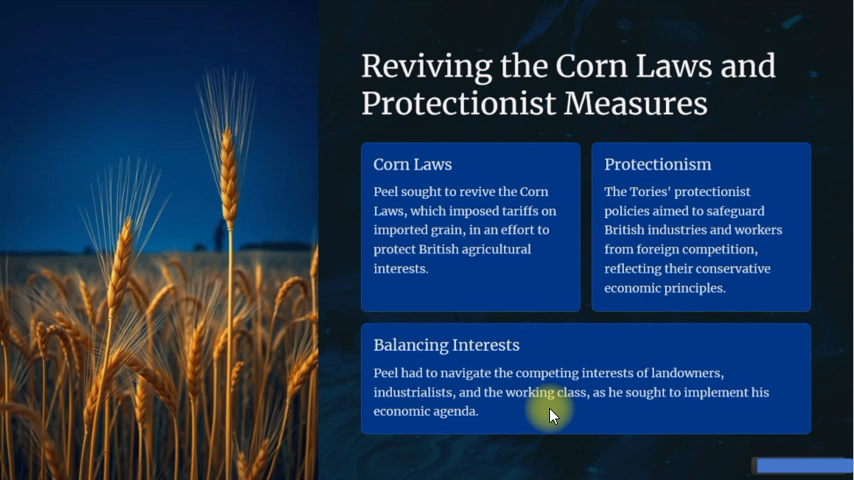 Reviving the Corn Laws and
Protectionist Measures
Corn Laws
Peel sought to revive the Corn
Laws, which imposed tariffs on
imported grain, in an effort to
protect British agricultural
interests.
Protectionism
The Tories' protectionist
policies aimed to safeguard
British industries and workers
from foreign competition,
reflecting their conservative
economic principles.
Balancing Interests
Peel had to navigate the competing interests of landowners,
industrialists, and the working class, as he sought to implement his
economic agenda.